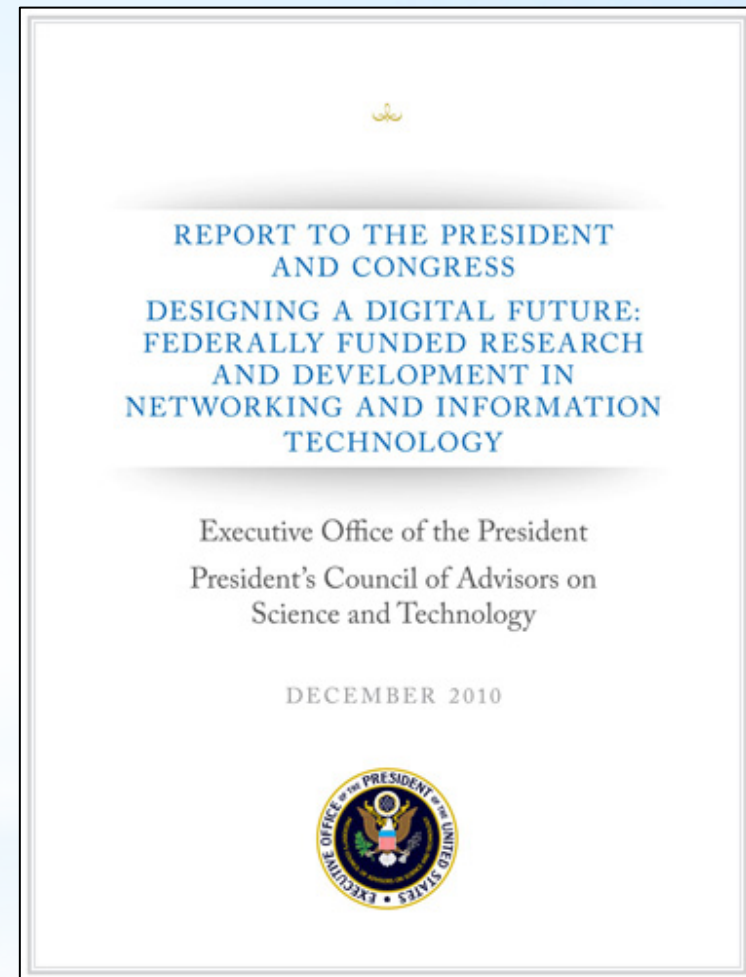 REPORT TO THE PRESIDENT
AND CONGRESS
DESIGNING A DIGITAL FUTURE:
FEDERALLY FUNDED RESEARCH
AND DEVELOPMENT IN
NETWORKING AND INFORMATION
TECHNOLOGY
Executive Office of the President
President’s Council of Advisors on
Science and Technology
DECEMBER 2010
EXECUTIVE OFFICE OF THE PRESIDENT OF THE UNITED STATES